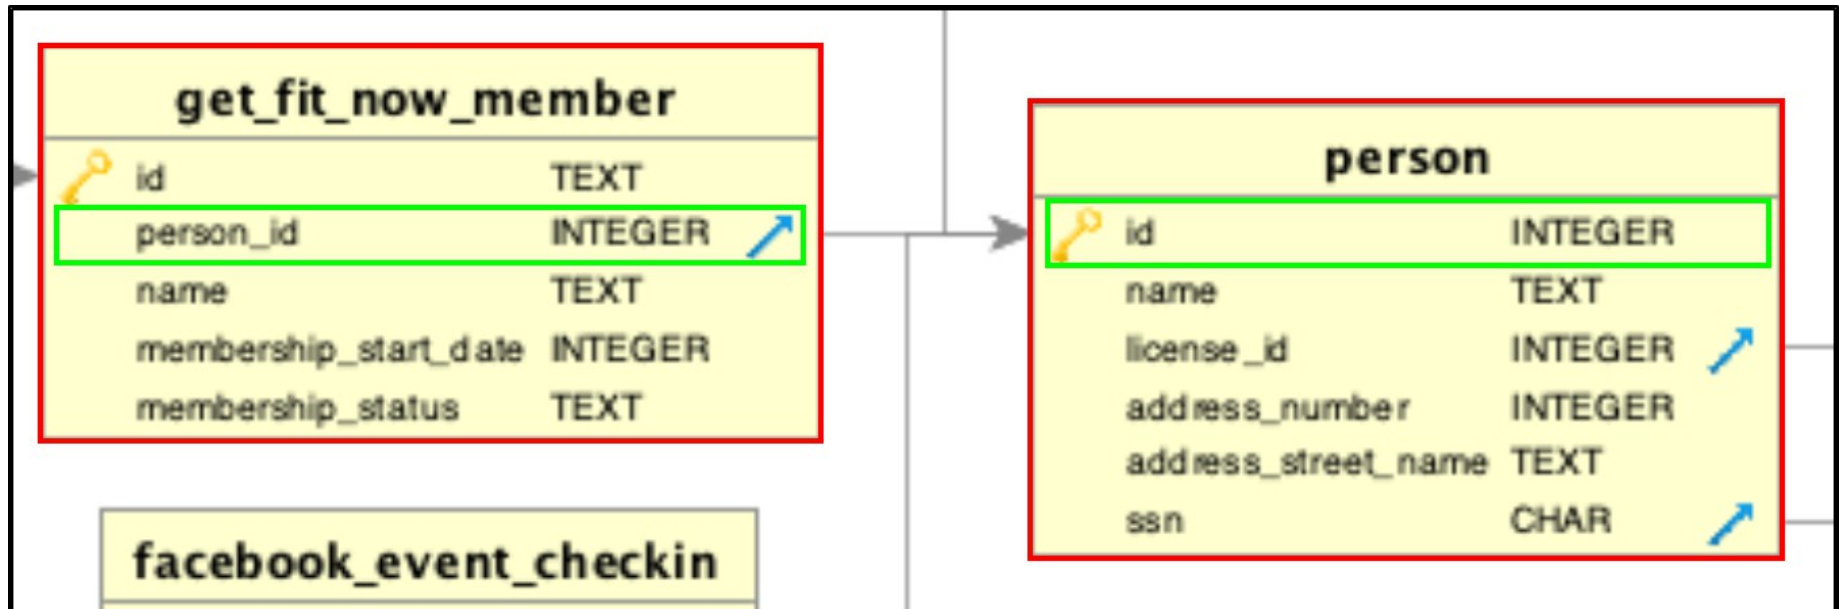 get_fit_now_member
id TEXT
person_id INTEGER
name TEXT
membership_start_date INTEGER
membership_status TEXT
person
id INTEGER
name TEXT
license_id INTEGER
address_number INTEGER
address_street_name TEXT
ssn CHAR
facebook_event_checkin